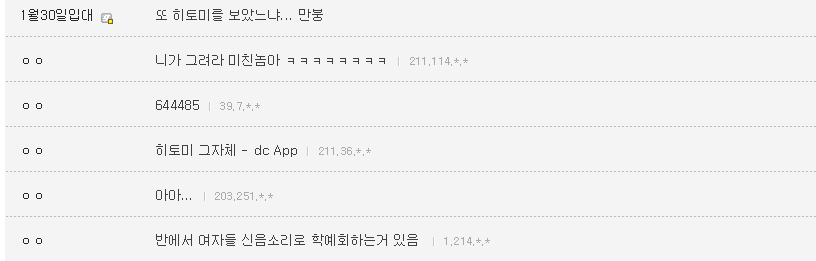 1월30일입대 또 히토미를 보았느냐... 만붕
ㅇㅇ 니가 그려라 미친놈아 ㅋㅋㅋㅋㅋㅋㅋㅋ | 211.114.*.*
ㅇㅇ 644485 | 39.7.*.*
ㅇㅇ 히토미 그자체 - dc App | 211.36.*.*
ㅇㅇ 아아... | 203.251.*.*
ㅇㅇ 반에서 여자들 신음소리로 학예회하는거 있음 | 1.214.*.*